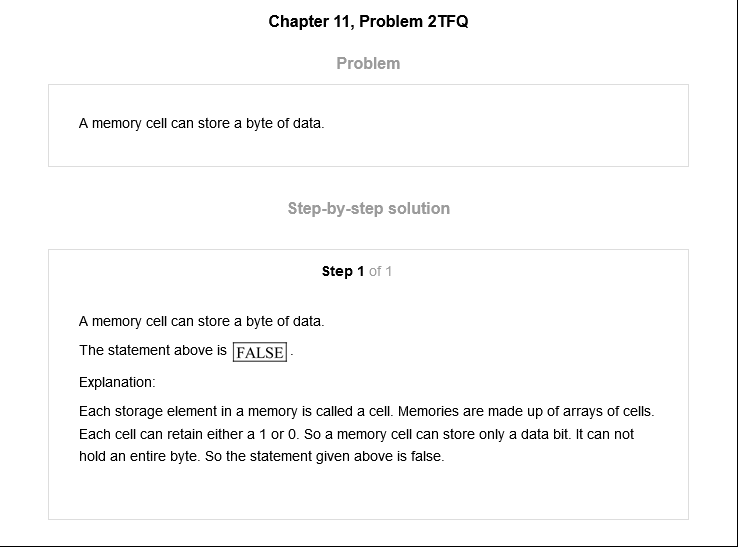 Chapter 11, Problem 2TFQ
Problem
A memory cell can store a byte of data.
Step-by-step solution
Step 1 of 1
A memory cell can store a byte of data.
The statement above is FALSE.
Explanation:
Each storage element in a memory is called a cell. Memories are made up of arrays of cells.
Each cell can retain either a 1 or 0. So a memory cell can store only a data bit. It can not
hold an entire byte. So the statement given above is false.